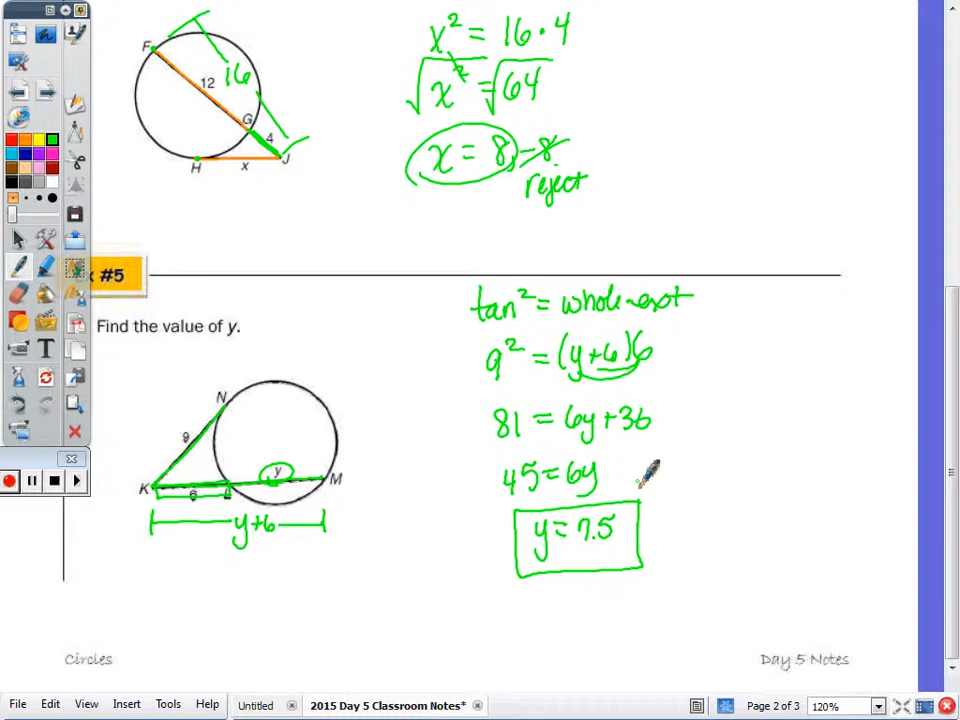 x² = 16 · 4
F
16
12
√x² = √64
G
4
H
x
J
x = 8, -8
reject
x #5
tan² = whole·ext
Find the value of y.
9² = (y+6)6
N
81 = 6y+36
9
45 = 6y
y
K
6
L
M
y+6
y = 7.5
Circles
Day 5 Notes
File Edit View Insert Tools Help Untitled 2015 Day 5 Classroom Notes* Page 2 of 3 120%